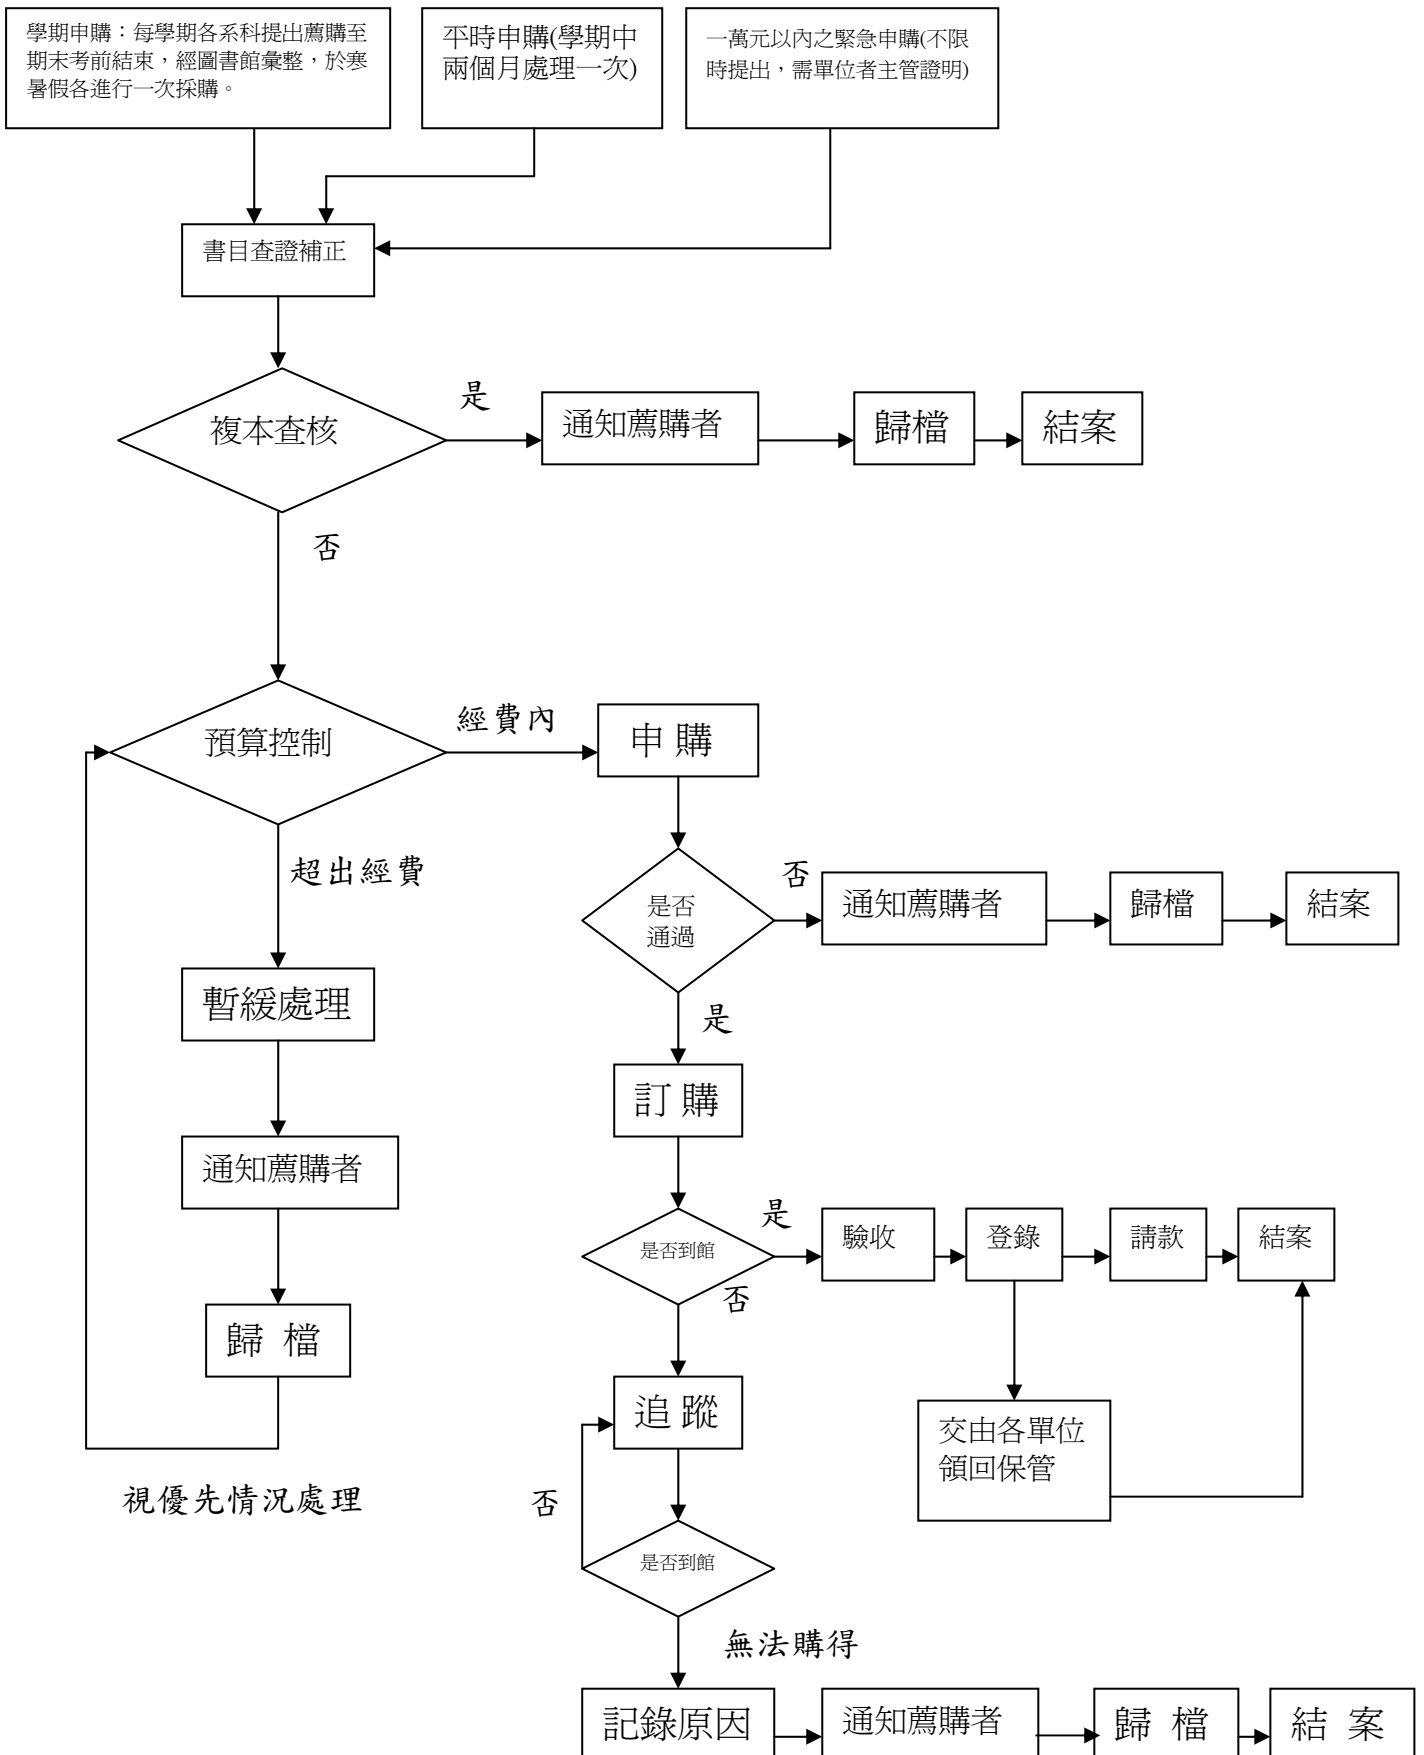 學期申購：每學期各系科提出薦購至
期末考前結束，經圖書館彙整，於寒
暑假各進行一次採購。
平時申購(學期中
兩個月處理一次)
一萬元以內之緊急申購(不限
時提出，需單位者主管證明)
書目查證補正
複本查核
是
通知薦購者
歸檔
結案
否
預算控制
經費內
申購
超出經費
是否
通過
否
通知薦購者
歸檔
結案
暫緩處理
是
訂購
通知薦購者
是否到館
是
驗收
登錄
請款
結案
否
歸 檔
追蹤
交由各單位
領回保管
視優先情況處理
否
是否到館
無法購得
記錄原因
通知薦購者
歸 檔
結 案